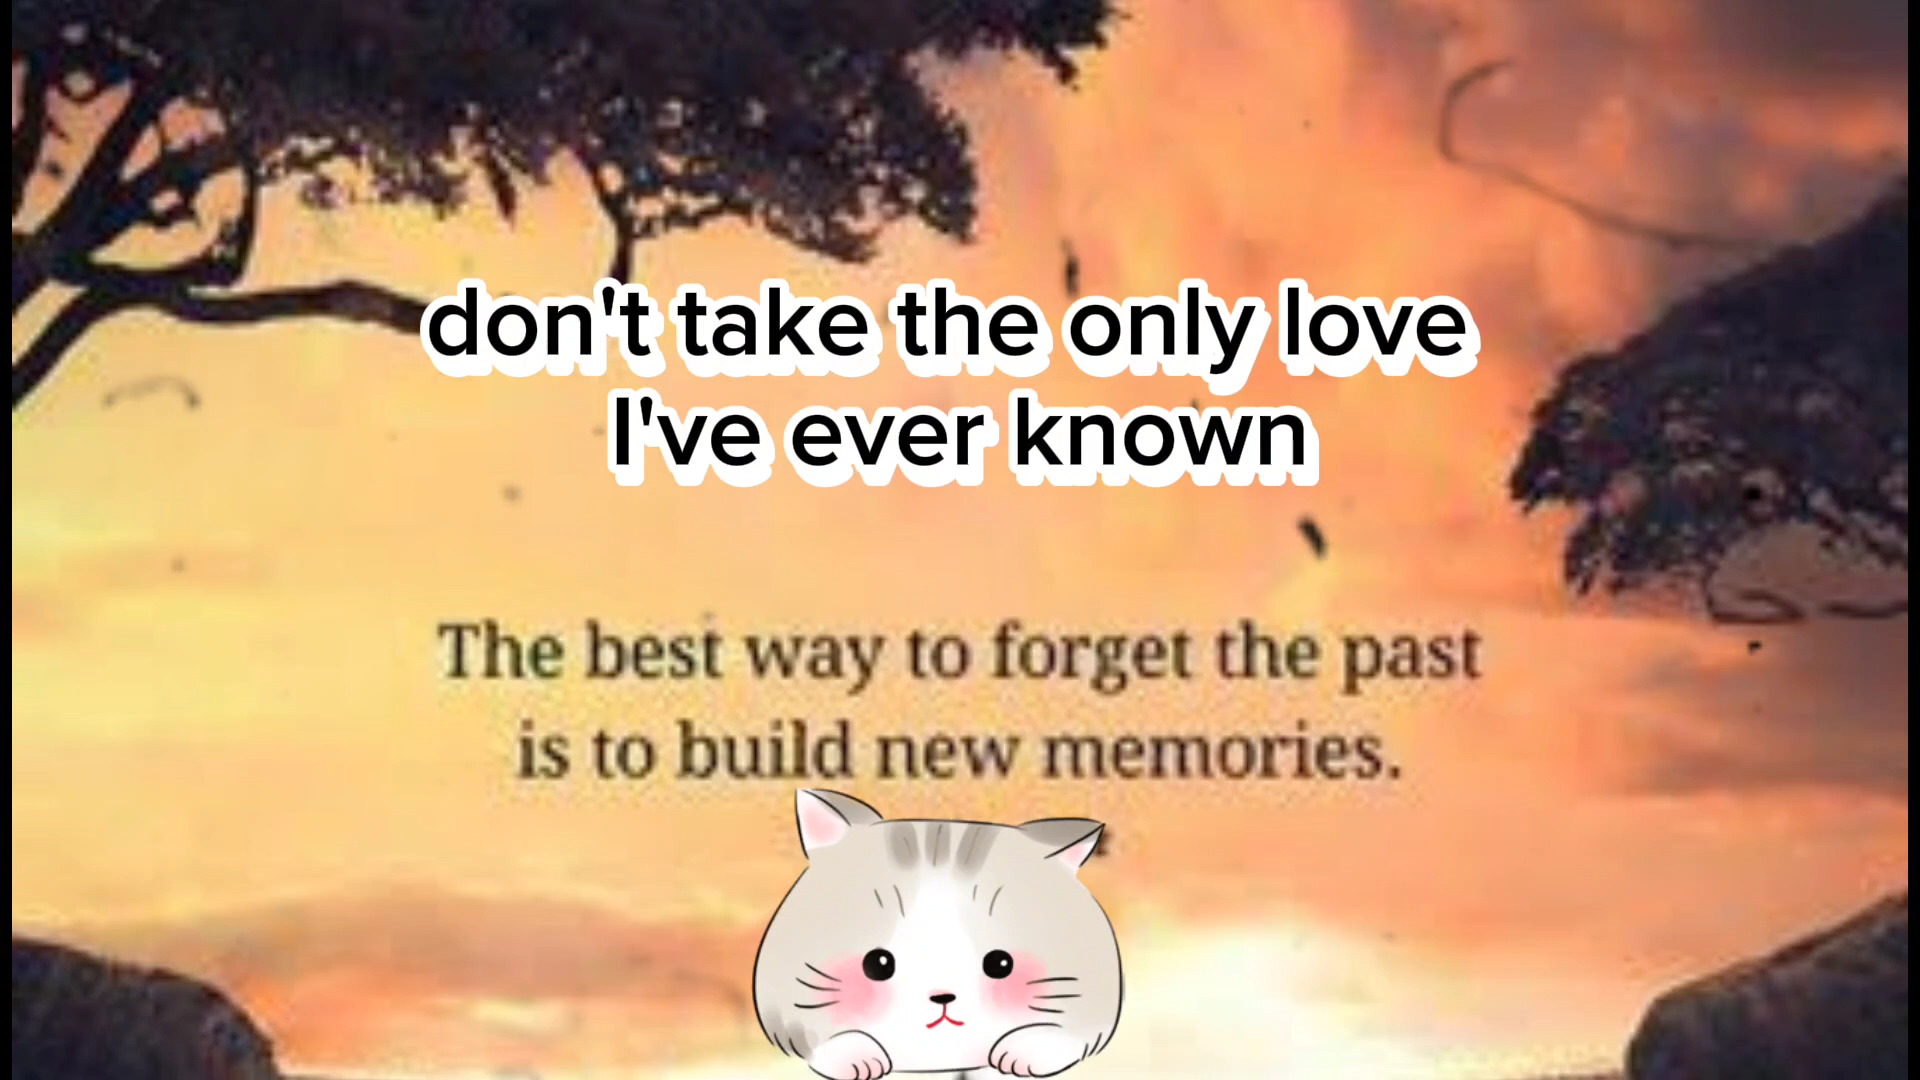 don't take the only love
I've ever known
The best way to forget the past
is to build new memories.